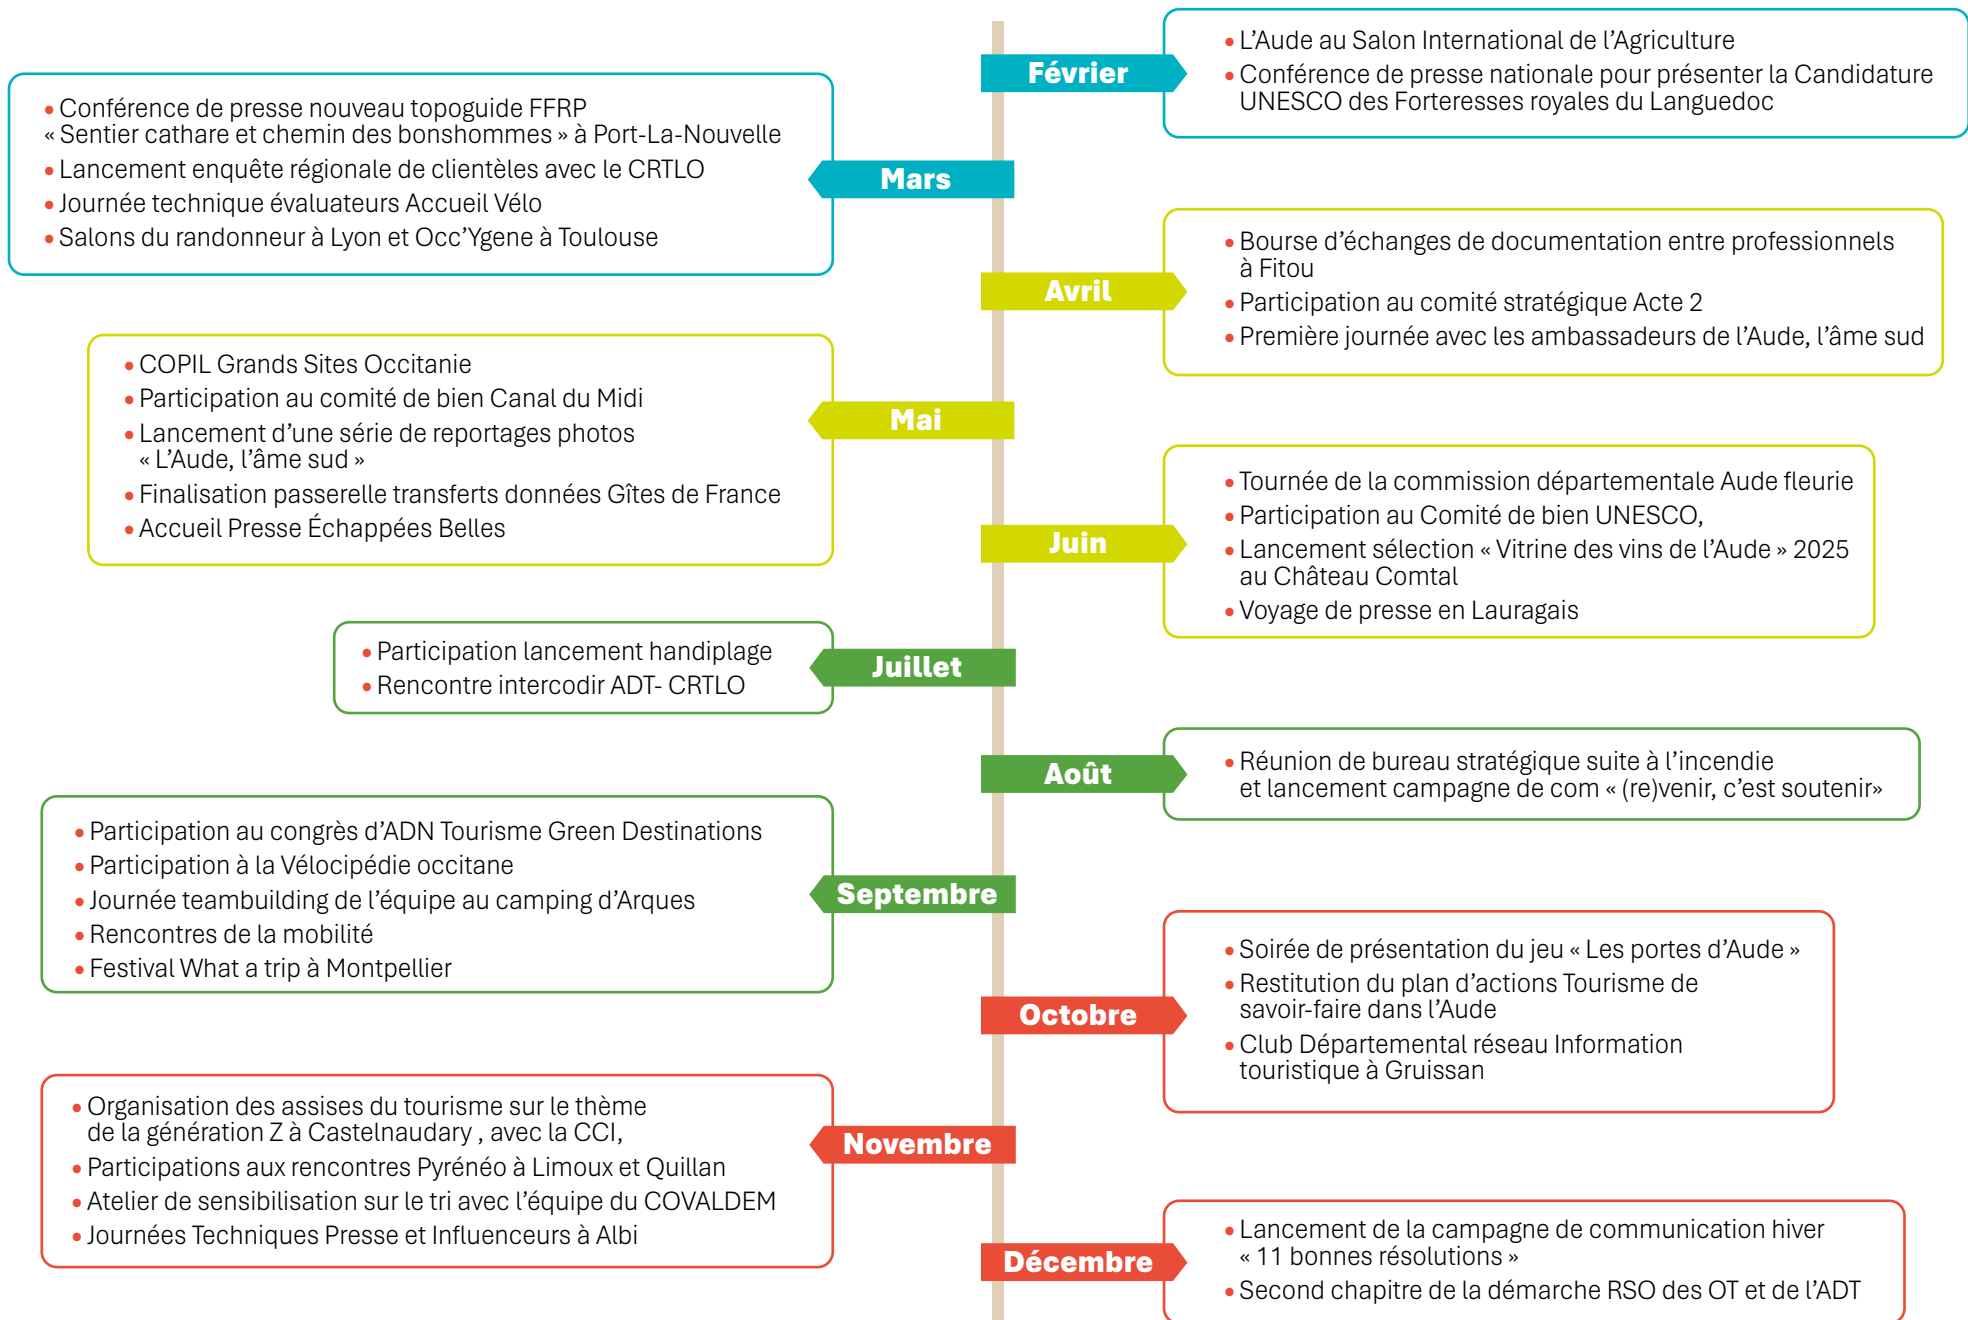 Février
• L’Aude au Salon International de l’Agriculture
• Conférence de presse nationale pour présenter la Candidature
UNESCO des Forteresses royales du Languedoc
Mars
• Conférence de presse nouveau topoguide FFRP
« Sentier cathare et chemin des bonshommes » à Port-La-Nouvelle
• Lancement enquête régionale de clientèles avec le CRTLO
• Journée technique évaluateurs Accueil Vélo
• Salons du randonneur à Lyon et Occ’Ygene à Toulouse
Avril
• Bourse d’échanges de documentation entre professionnels
à Fitou
• Participation au comité stratégique Acte 2
• Première journée avec les ambassadeurs de l’Aude, l’âme sud
Mai
• COPIL Grands Sites Occitanie
• Participation au comité de bien Canal du Midi
• Lancement d’une série de reportages photos
« L’Aude, l’âme sud »
• Finalisation passerelle transferts données Gîtes de France
• Accueil Presse Échappées Belles
Juin
• Tournée de la commission départementale Aude fleurie
• Participation au Comité de bien UNESCO,
• Lancement sélection « Vitrine des vins de l’Aude » 2025
au Château Comtal
• Voyage de presse en Lauragais
Juillet
• Participation lancement handiplage
• Rencontre intercodir ADT- CRTLO
Août
• Réunion de bureau stratégique suite à l’incendie
et lancement campagne de com « (re)venir, c’est soutenir»
Septembre
• Participation au congrès d’ADN Tourisme Green Destinations
• Participation à la Vélocipédie occitane
• Journée teambuilding de l’équipe au camping d’Arques
• Rencontres de la mobilité
• Festival What a trip à Montpellier
Octobre
• Soirée de présentation du jeu « Les portes d’Aude »
• Restitution du plan d’actions Tourisme de
savoir-faire dans l’Aude
• Club Départemental réseau Information
touristique à Gruissan
Novembre
• Organisation des assises du tourisme sur le thème
de la génération Z à Castelnaudary , avec la CCI,
• Participations aux rencontres Pyrénéo à Limoux et Quillan
• Atelier de sensibilisation sur le tri avec l’équipe du COVALDEM
• Journées Techniques Presse et Influenceurs à Albi
Décembre
• Lancement de la campagne de communication hiver
« 11 bonnes résolutions »
• Second chapitre de la démarche RSO des OT et de l’ADT